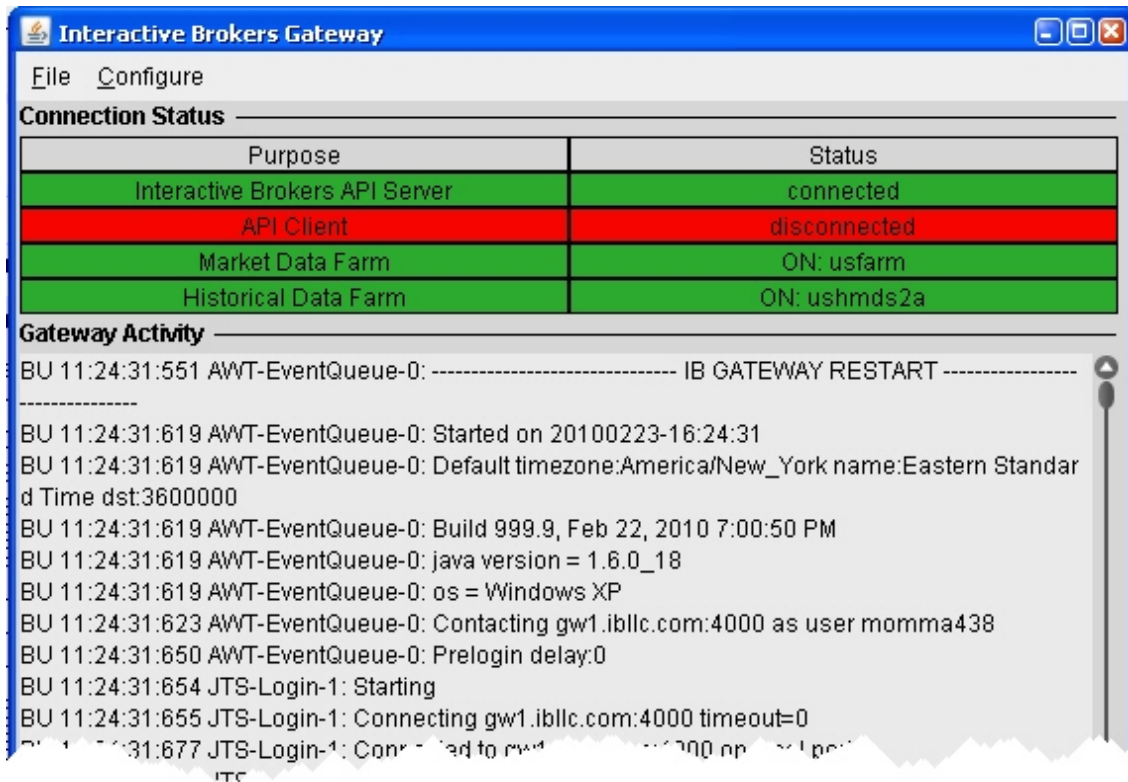 Interactive Brokers Gateway
File Configure
Connection Status
Purpose Status
Interactive Brokers API Server connected
API Client disconnected
Market Data Farm ON: usfarm
Historical Data Farm ON: ushmds2a
Gateway Activity
BU 11:24:31:551 AWT-EventQueue-0: ------------------------------ IB GATEWAY RESTART -----------------
---------------
BU 11:24:31:619 AWT-EventQueue-0: Started on 20100223-16:24:31
BU 11:24:31:619 AWT-EventQueue-0: Default timezone:America/New_York name:Eastern Standar
d Time dst:3600000
BU 11:24:31:619 AWT-EventQueue-0: Build 999.9, Feb 22, 2010 7:00:50 PM
BU 11:24:31:619 AWT-EventQueue-0: java version = 1.6.0_18
BU 11:24:31:619 AWT-EventQueue-0: os = Windows XP
BU 11:24:31:623 AWT-EventQueue-0: Contacting gw1.ibllc.com:4000 as user momma438
BU 11:24:31:650 AWT-EventQueue-0: Prelogin delay:0
BU 11:24:31:654 JTS-Login-1: Starting
BU 11:24:31:655 JTS-Login-1: Connecting gw1.ibllc.com:4000 timeout=0
:31:677 JTS-Login-1: to